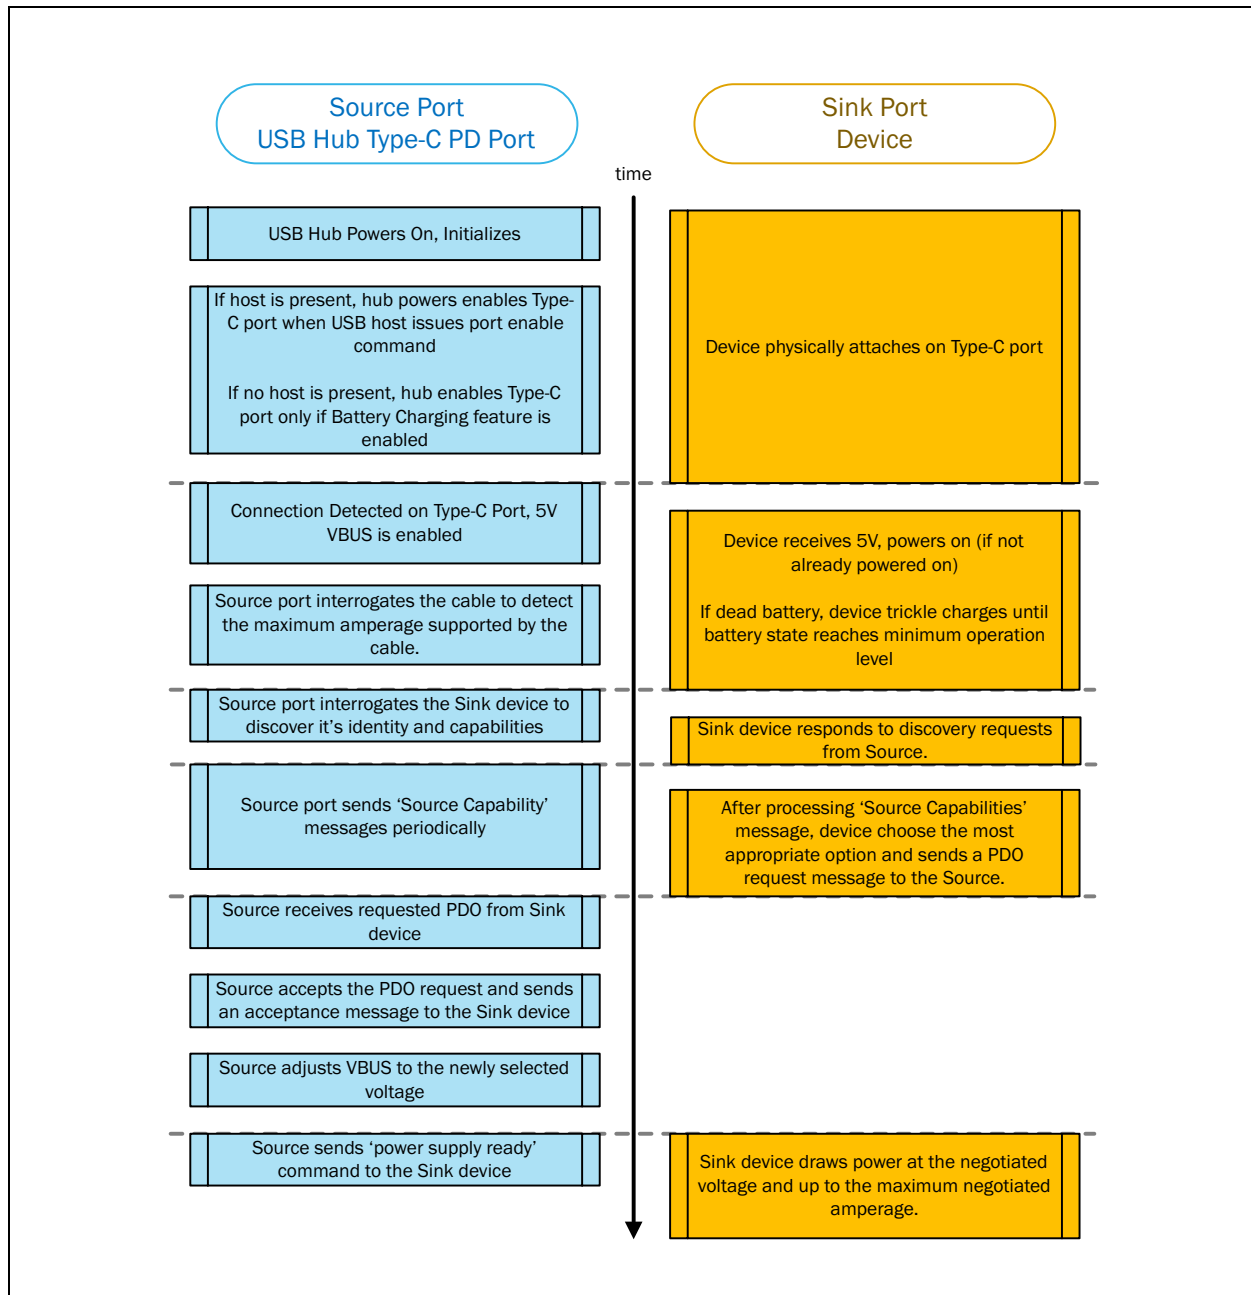 Source Port
USB Hub Type-C PD Port
Sink Port
Device
time
USB Hub Powers On, Initializes
If host is present, hub powers enables Type-
C port when USB host issues port enable
command
If no host is present, hub enables Type-C
port only if Battery Charging feature is
enabled
Device physically attaches on Type-C port
Connection Detected on Type-C Port, 5V
VBUS is enabled
Source port interrogates the cable to detect
the maximum amperage supported by the
cable.
Device receives 5V, powers on (if not
already powered on)
If dead battery, device trickle charges until
battery state reaches minimum operation
level
Source port interrogates the Sink device to
discover it’s identity and capabilities
Sink device responds to discovery requests
from Source.
Source port sends ‘Source Capability’
messages periodically
After processing ‘Source Capabilities’
message, device choose the most
appropriate option and sends a PDO
request message to the Source.
Source receives requested PDO from Sink
device
Source accepts the PDO request and sends
an acceptance message to the Sink device
Source adjusts VBUS to the newly selected
voltage
Source sends ‘power supply ready’
command to the Sink device
Sink device draws power at the negotiated
voltage and up to the maximum negotiated
amperage.